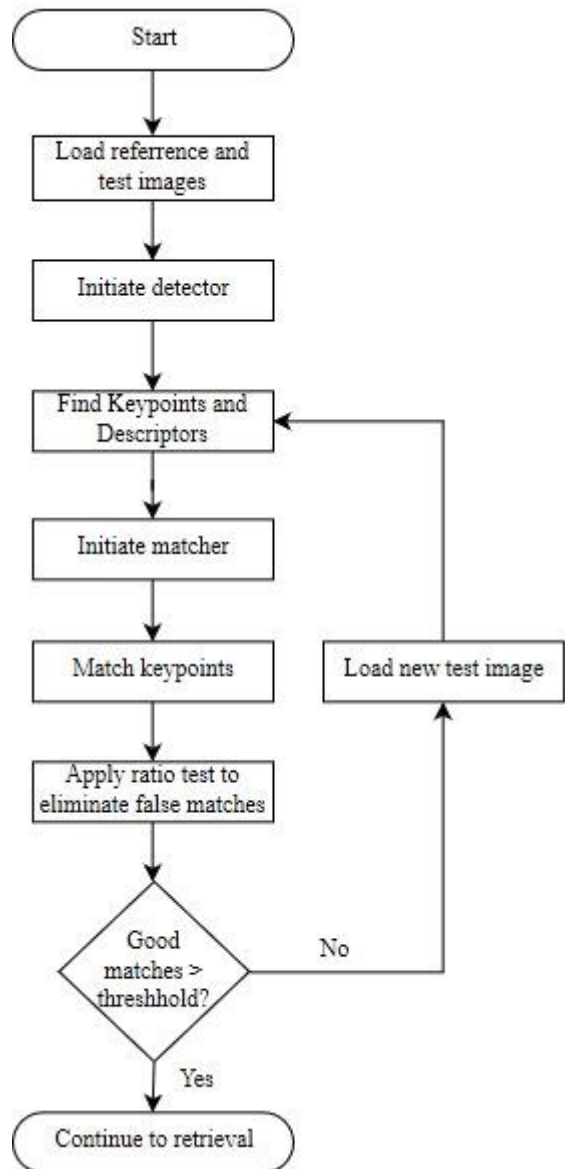 Start
Load referrence and
test images
Initiate detector
Find Keypoints and
Descriptors
Initiate matcher
Match keypoints
Load new test image
Apply ratio test to
eliminate false matches
Good
matches >
threshhold?
No
Yes
Continue to retrieval